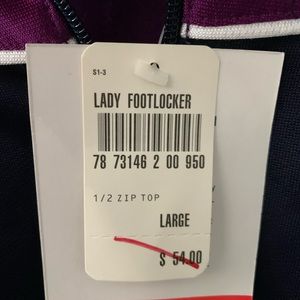 S1-3
LADY FOOTLOCKER
78 73146 2 00 950
1/2 ZIP TOP
LARGE
$ 54.00